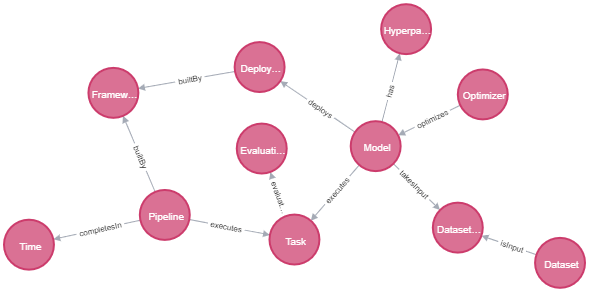 Hyperpa...
has
Deploy...
builtBy
Framew...
Optimizer
optimizes
deploys
Evaluati...
Model
builtBy
evaluat...
executes
takesInput
Pipeline
executes
completesIn
Time
Task
Dataset...
isInput
Dataset